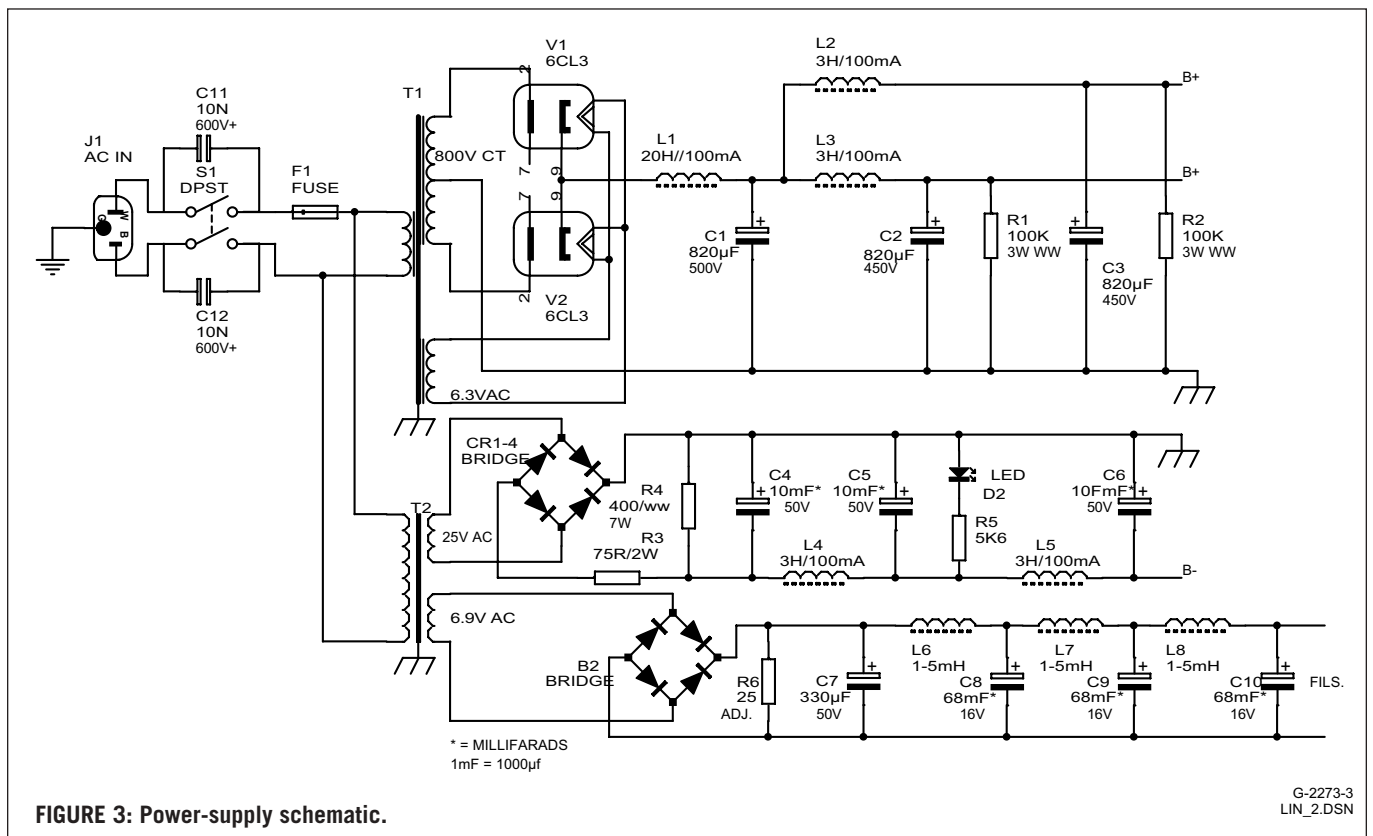 C11
10N
600V+
J1
AC IN
S1
DPST
F1
FUSE
W
G
B
C12
10N
600V+
T1
800V CT
6.3VAC
V1
6CL3
2
7
9
7
9
2
V2
6CL3
L1
20H//100mA
L2
3H/100mA
L3
3H/100mA
B+
B+
C1
820µF
500V
C2
820µF
450V
R1
100K
3W WW
C3
820µF
450V
R2
100K
3W WW
CR1-4
BRIDGE
T2
25V AC
6.9V AC
R4
400/ww
7W
R3
75R/2W
C4
10mF*
50V
C5
10mF*
50V
LED
D2
R5
5K6
C6
10FmF*
50V
L4
3H/100mA
L5
3H/100mA
B-
B2
BRIDGE
R6
25
ADJ.
C7
330µF
50V
L6
1-5mH
C8
68mF*
16V
L7
1-5mH
C9
68mF*
16V
L8
1-5mH
C10
68mF*
16V
FILS.
* = MILLIFARADS
1mF = 1000µf
FIGURE 3: Power-supply schematic.
G-2273-3
LIN_2.DSN